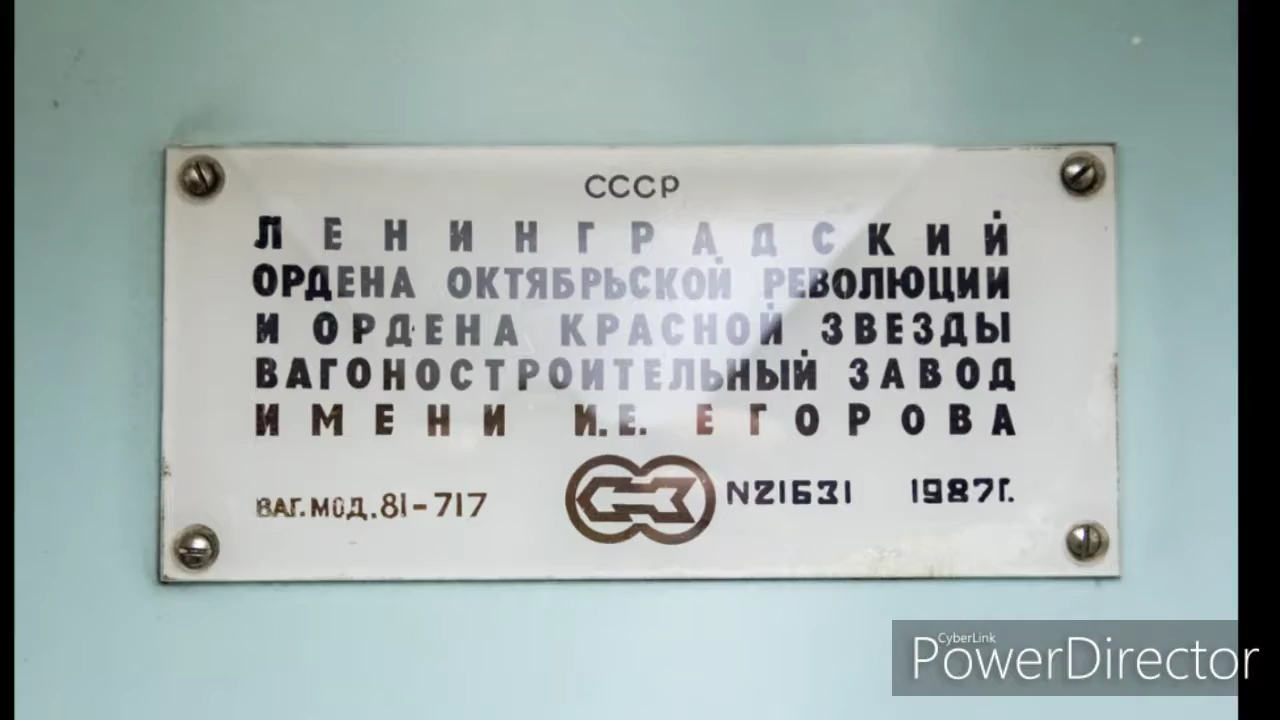 СССР
ЛЕНИНГРАДСКИЙ
ОРДЕНА ОКТЯБРЬСКОЙ РЕВОЛЮЦИИ
И ОРДЕНА КРАСНОЙ ЗВЕЗДЫ
ВАГОНОСТРОИТЕЛЬНЫЙ ЗАВОД
ИМЕНИ И.Е. ЕГОРОВА
ВАГ.МОД.81-717 N21631 1987Г.
CyberLink
PowerDirector